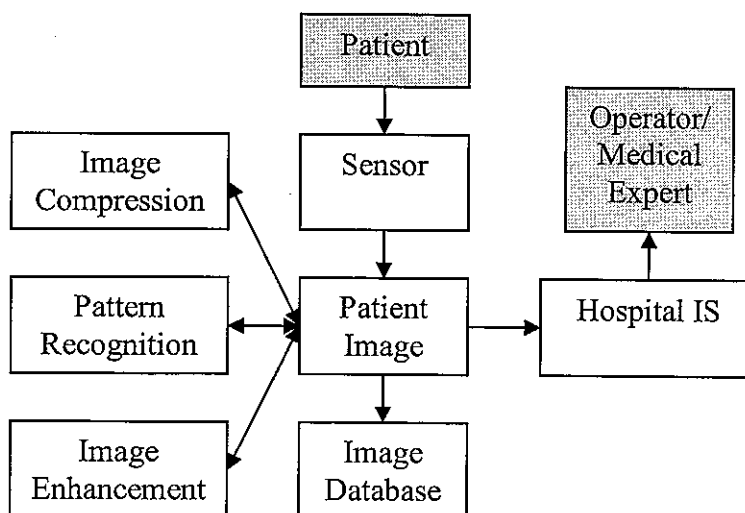 Patient
Operator/
Medical
Expert
Image
Compression
Sensor
Pattern
Recognition
Patient
Image
Hospital IS
Image
Enhancement
Image
Database